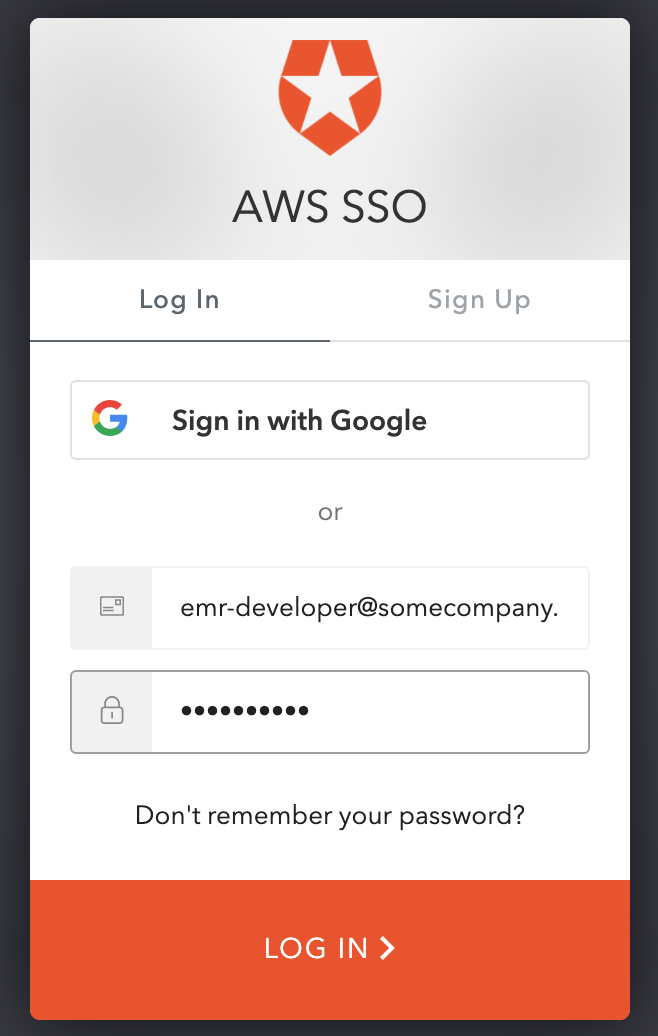 AWS SSO
Log In
Sign Up
Sign in with Google
or
emr-developer@somecompany.
••••••••••
Don't remember your password?
LOG IN